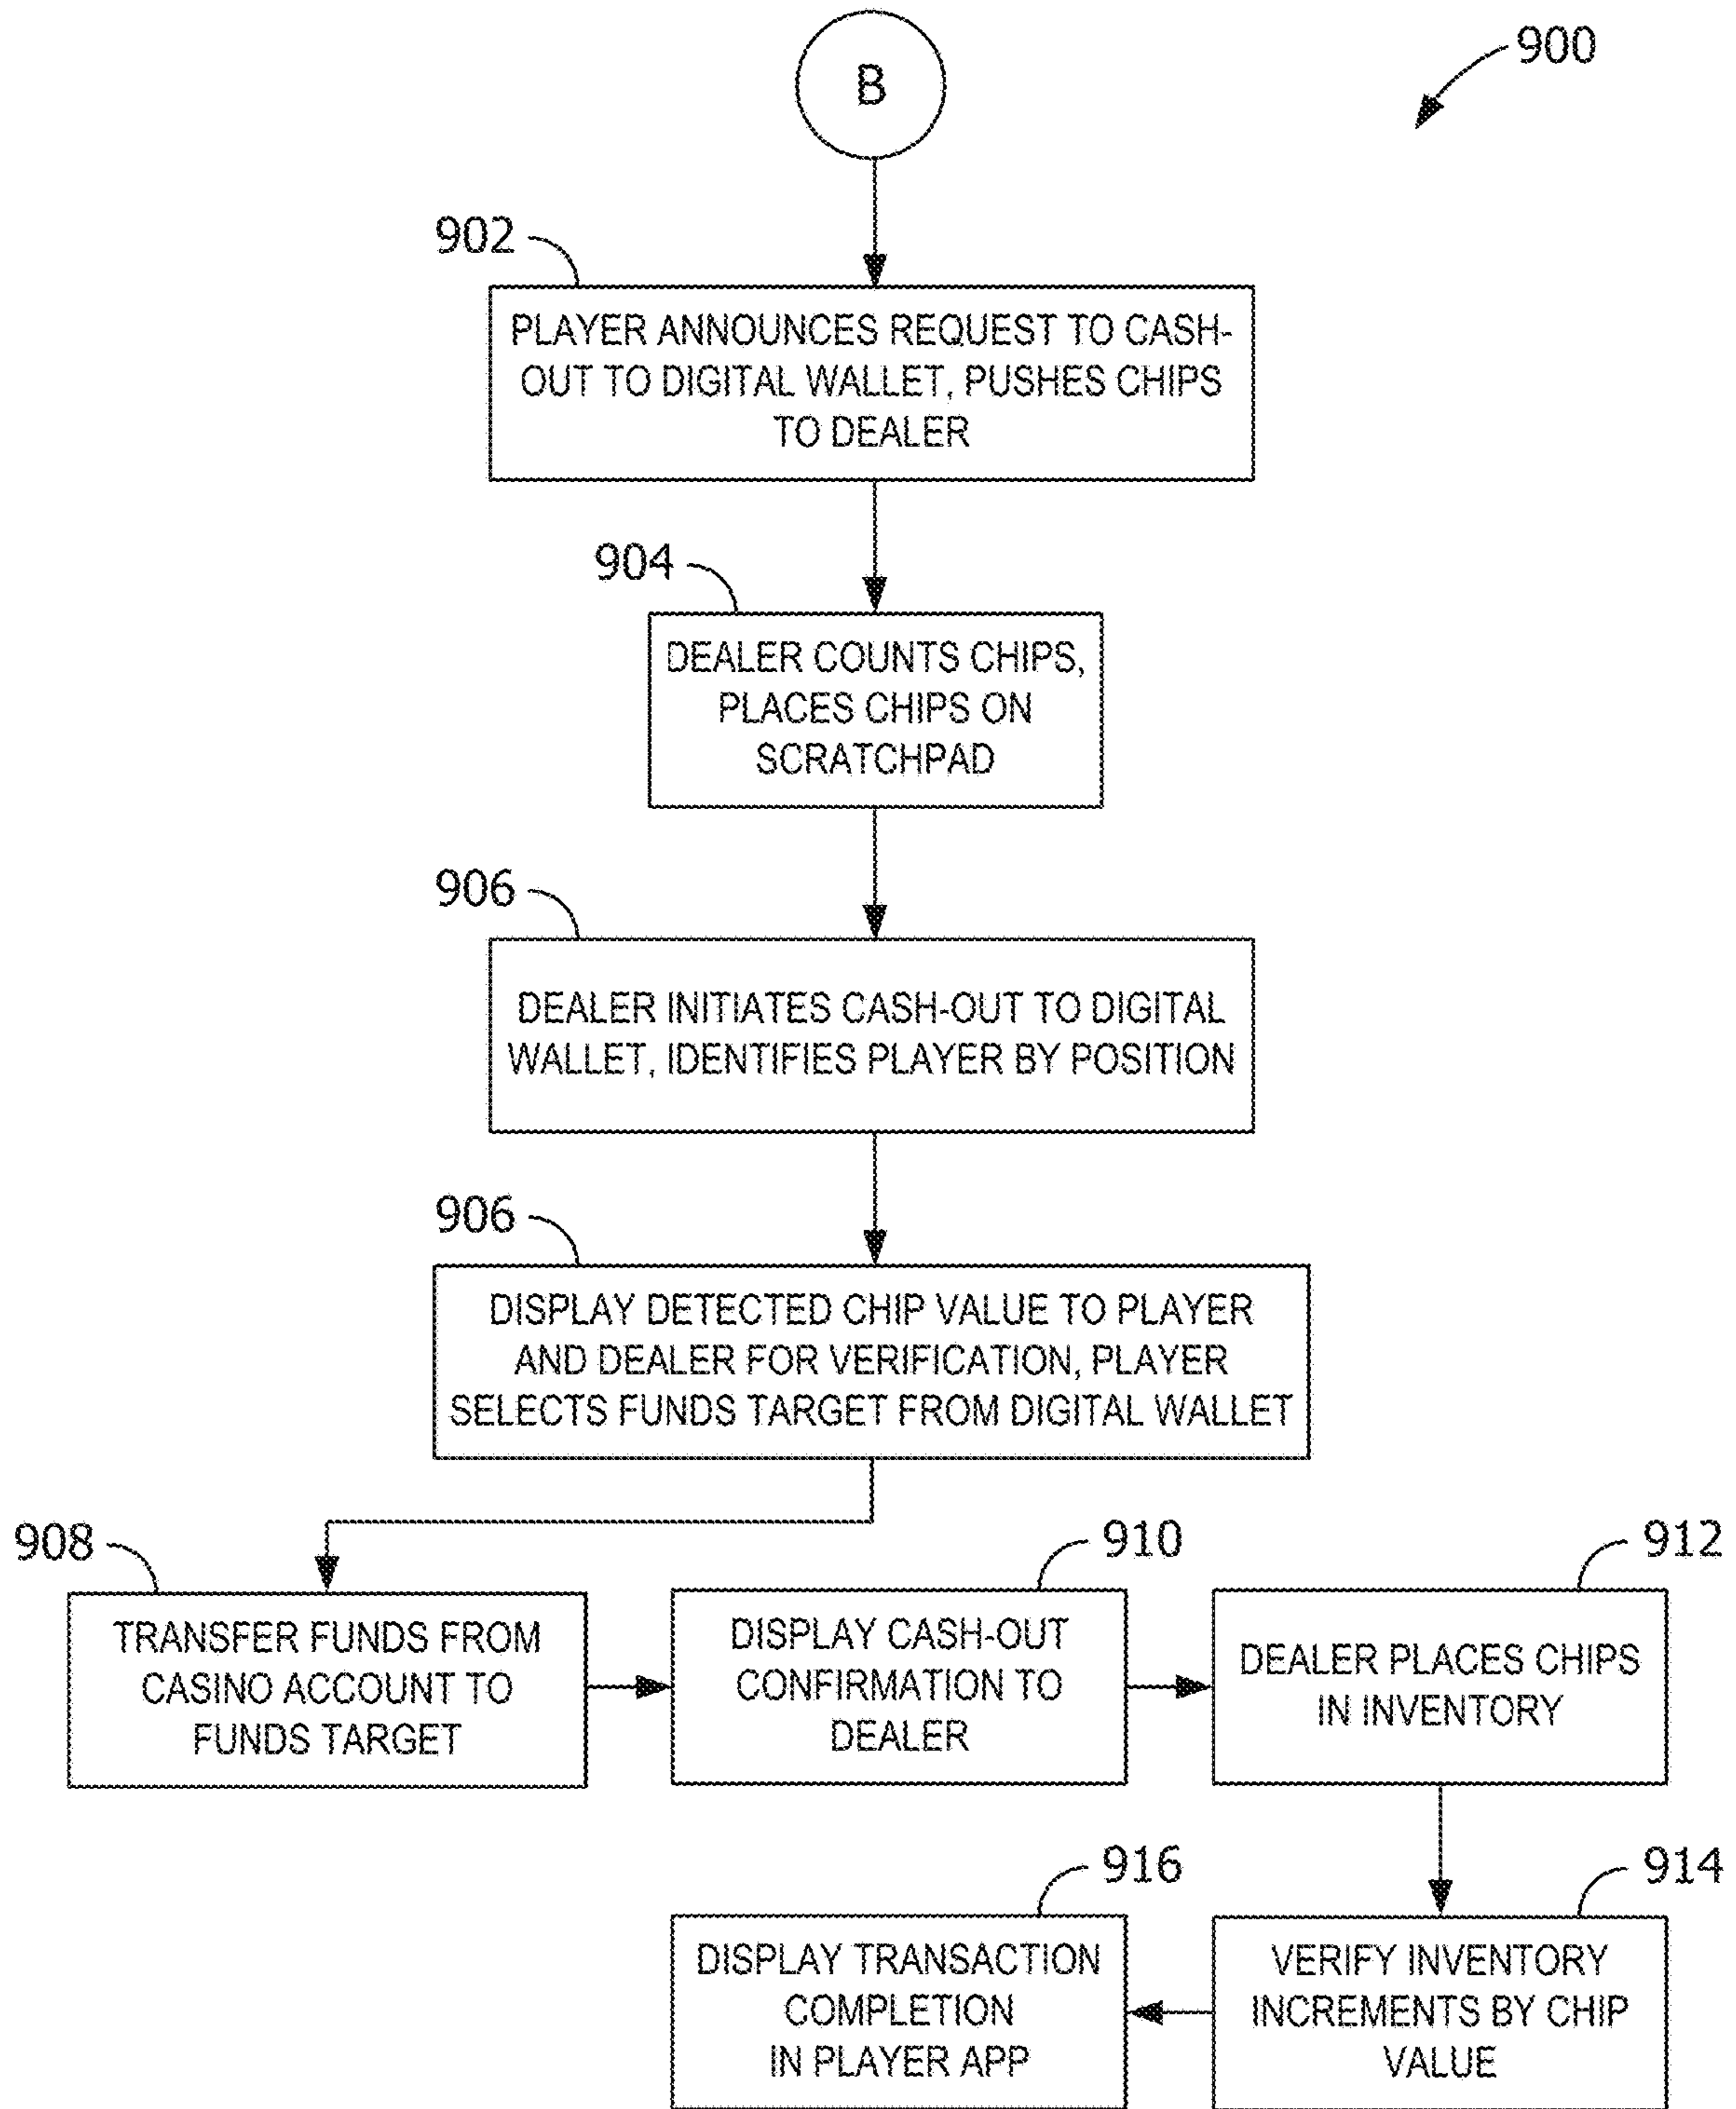 B
900
902
PLAYER ANNOUNCES REQUEST TO CASH-
OUT TO DIGITAL WALLET, PUSHES CHIPS
TO DEALER
904
DEALER COUNTS CHIPS,
PLACES CHIPS ON
SCRATCHPAD
906
DEALER INITIATES CASH-OUT TO DIGITAL
WALLET, IDENTIFIES PLAYER BY POSITION
906
DISPLAY DETECTED CHIP VALUE TO PLAYER
AND DEALER FOR VERIFICATION, PLAYER
SELECTS FUNDS TARGET FROM DIGITAL WALLET
908
TRANSFER FUNDS FROM
CASINO ACCOUNT TO
FUNDS TARGET
910
DISPLAY CASH-OUT
CONFIRMATION TO
DEALER
912
DEALER PLACES CHIPS
IN INVENTORY
914
VERIFY INVENTORY
INCREMENTS BY CHIP
VALUE
916
DISPLAY TRANSACTION
COMPLETION
IN PLAYER APP